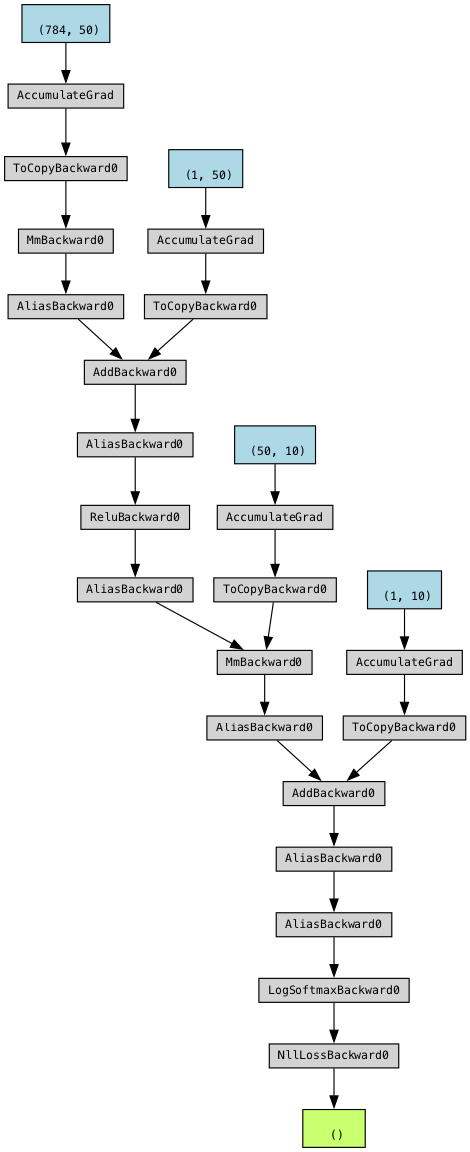 (784, 50)
AccumulateGrad
ToCopyBackward0
(1, 50)
MmBackward0
AccumulateGrad
AliasBackward0
ToCopyBackward0
AddBackward0
AliasBackward0
(50, 10)
ReluBackward0
AccumulateGrad
AliasBackward0
ToCopyBackward0
(1, 10)
MmBackward0
AccumulateGrad
AliasBackward0
ToCopyBackward0
AddBackward0
AliasBackward0
AliasBackward0
LogSoftmaxBackward0
NllLossBackward0
()